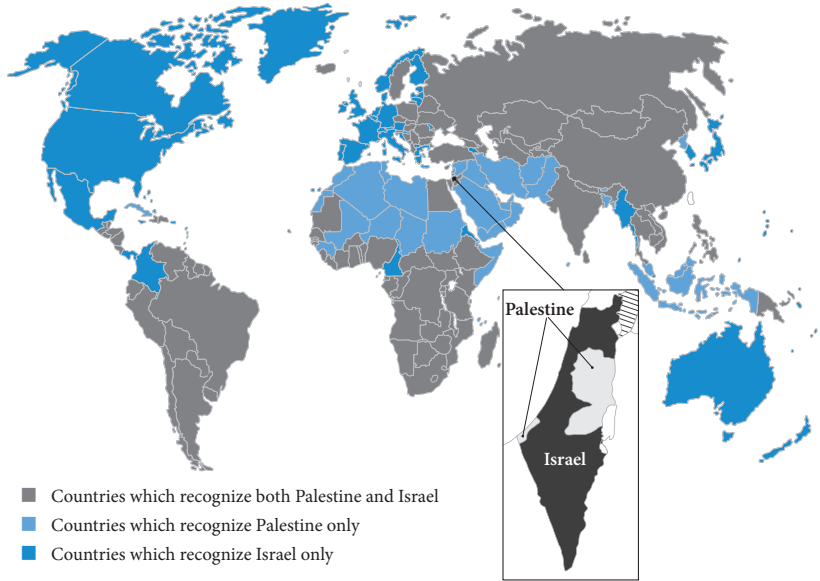 Palestine
Israel
Countries which recognize both Palestine and Israel
Countries which recognize Palestine only
Countries which recognize Israel only